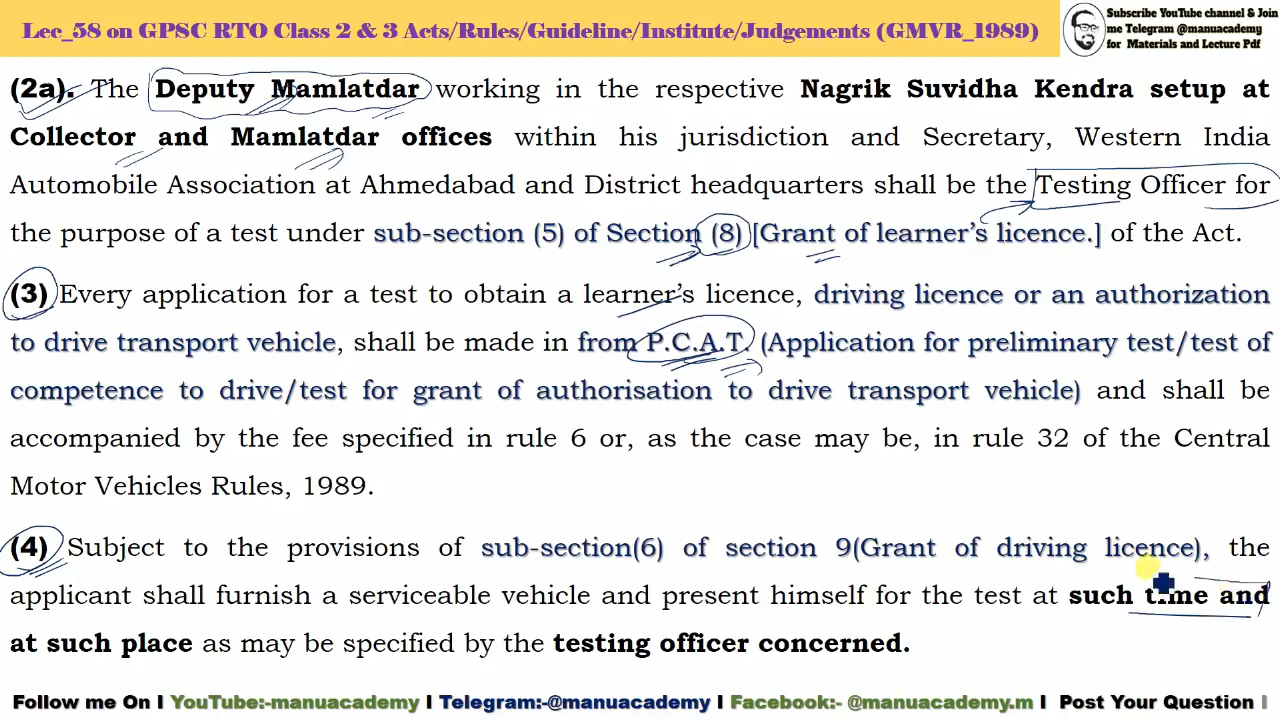 Lec_58 on GPSC RTO Class 2 & 3 Acts/Rules/Guideline/Institute/Judgements (GMVR_1989)
Subscribe YouTube channel & Join
me Telegram @manuacademy
for Materials and Lecture Pdf
(2a). The Deputy Mamlatdar working in the respective Nagrik Suvidha Kendra setup at
Collector and Mamlatdar offices within his jurisdiction and Secretary, Western India
Automobile Association at Ahmedabad and District headquarters shall be the Testing Officer for
the purpose of a test under sub-section (5) of Section (8) [Grant of learner's licence.] of the Act.
(3) Every application for a test to obtain a learner's licence, driving licence or an authorization
to drive transport vehicle, shall be made in from P.C.A.T. (Application for preliminary test/test of
competence to drive/test for grant of authorisation to drive transport vehicle) and shall be
accompanied by the fee specified in rule 6 or, as the case may be, in rule 32 of the Central
Motor Vehicles Rules, 1989.
(4) Subject to the provisions of sub-section(6) of section 9(Grant of driving licence), the
applicant shall furnish a serviceable vehicle and present himself for the test at such time and
at such place as may be specified by the testing officer concerned.
Follow me On I YouTube:-manuacademy I Telegram:-@manuacademy I Facebook:- @manuacademy.m I Post Your Question I